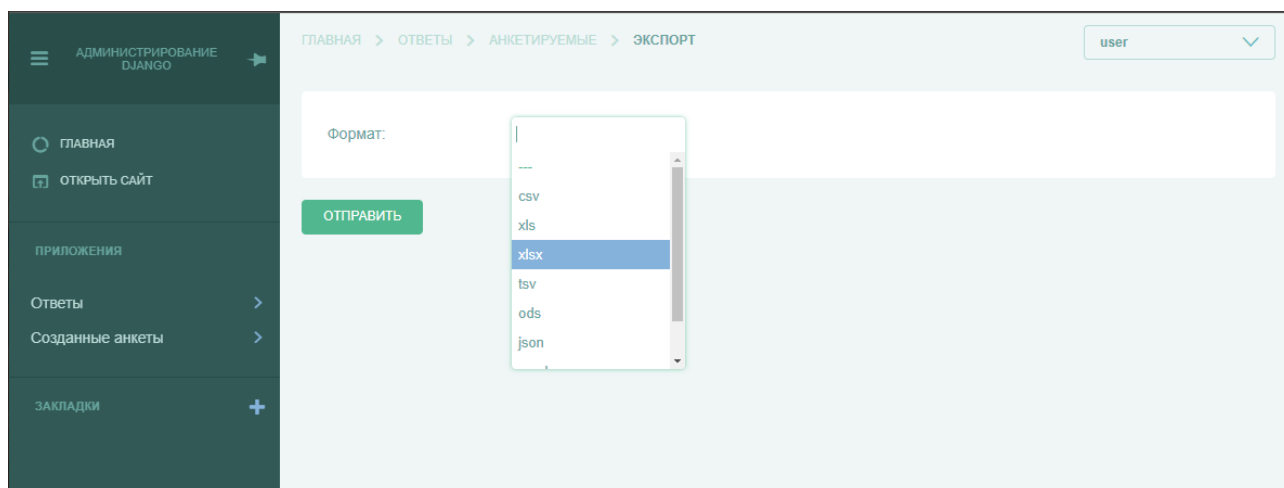 АДМИНИСТРИРОВАНИЕ
DJANGO
ГЛАВНАЯ
ОТКРЫТЬ САЙТ
ПРИЛОЖЕНИЯ
Ответы
Созданные анкеты
ЗАКЛАДКИ
ГЛАВНАЯ > ОТВЕТЫ > АНКЕТИРУЕМЫЕ > ЭКСПОРТ
user
Формат:
---
csv
xls
xlsx
tsv
ods
json
ОТПРАВИТЬ